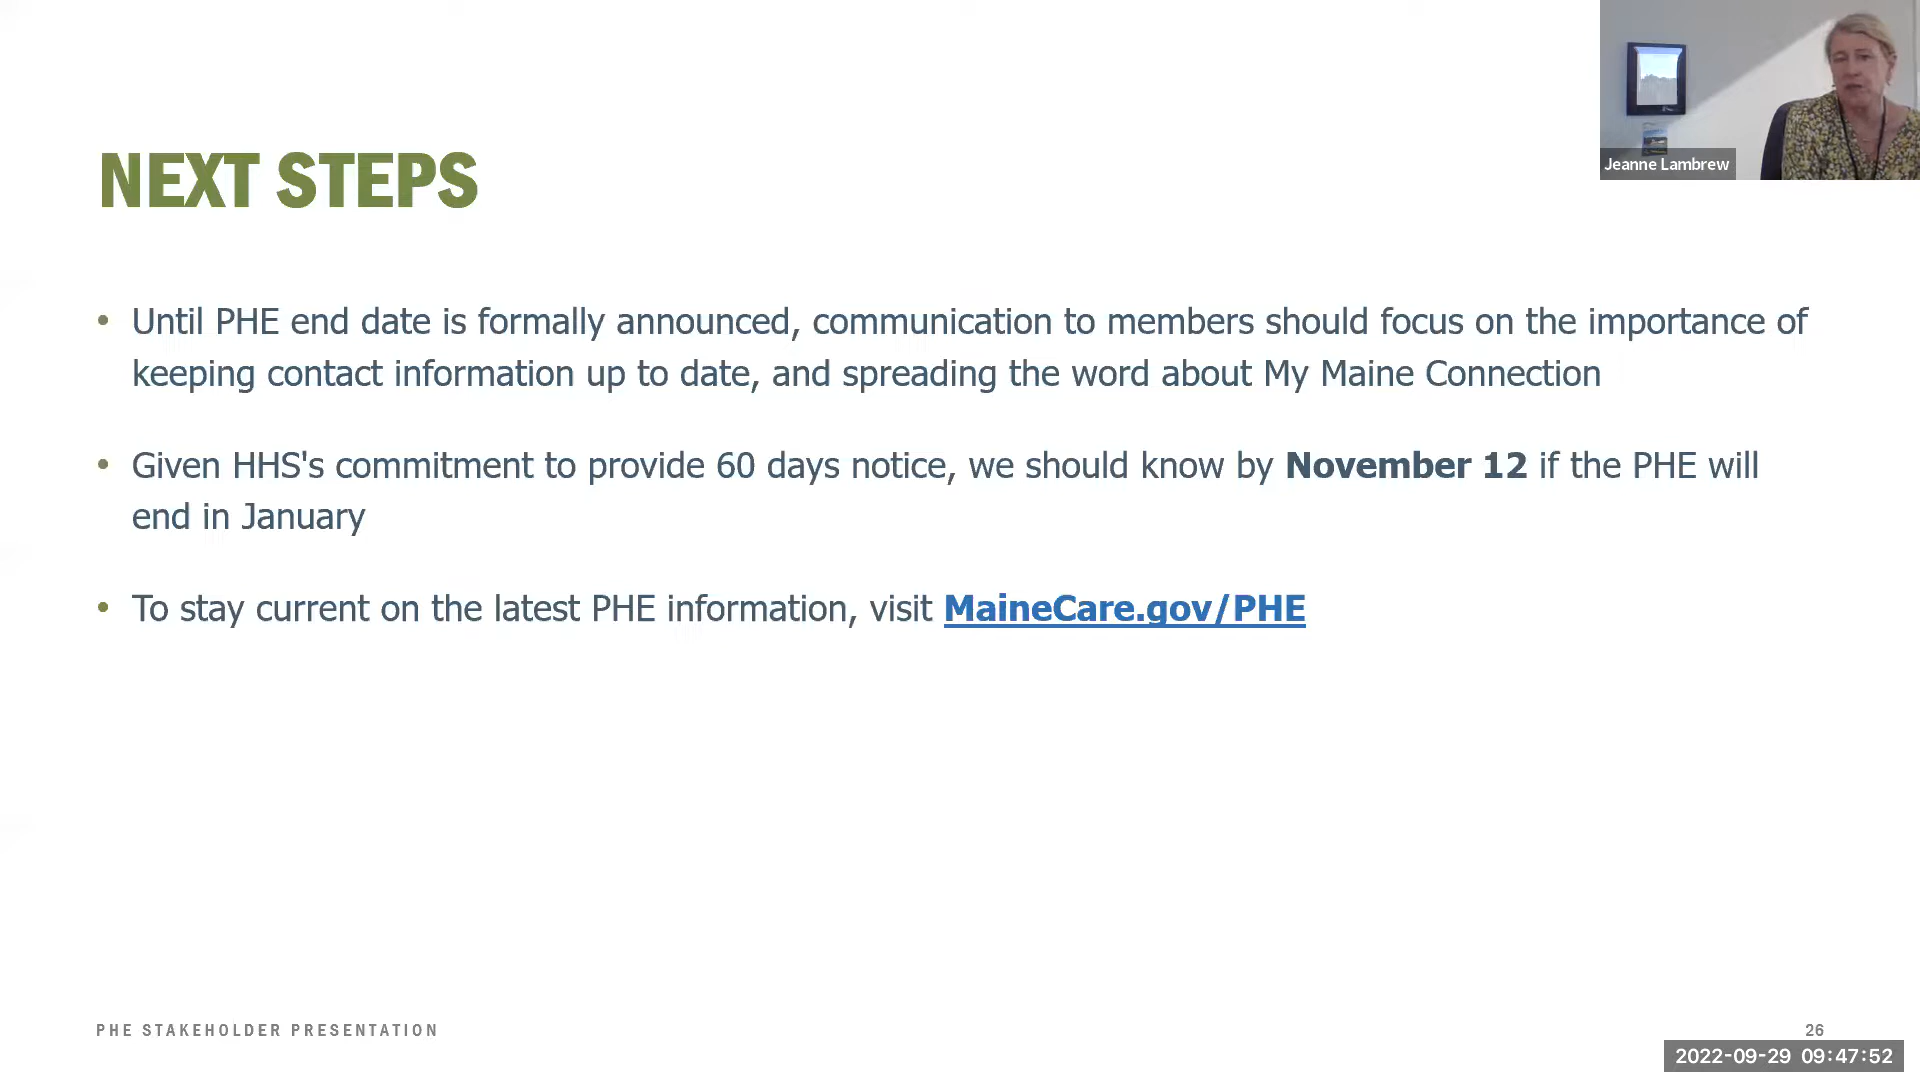 Jeanne Lambrew
NEXT STEPS
• Until PHE end date is formally announced, communication to members should focus on the importance of
keeping contact information up to date, and spreading the word about My Maine Connection
• Given HHS's commitment to provide 60 days notice, we should know by November 12 if the PHE will
end in January
• To stay current on the latest PHE information, visit MaineCare.gov/PHE
PHE STAKEHOLDER PRESENTATION
26
2022-09-29 09:47:52